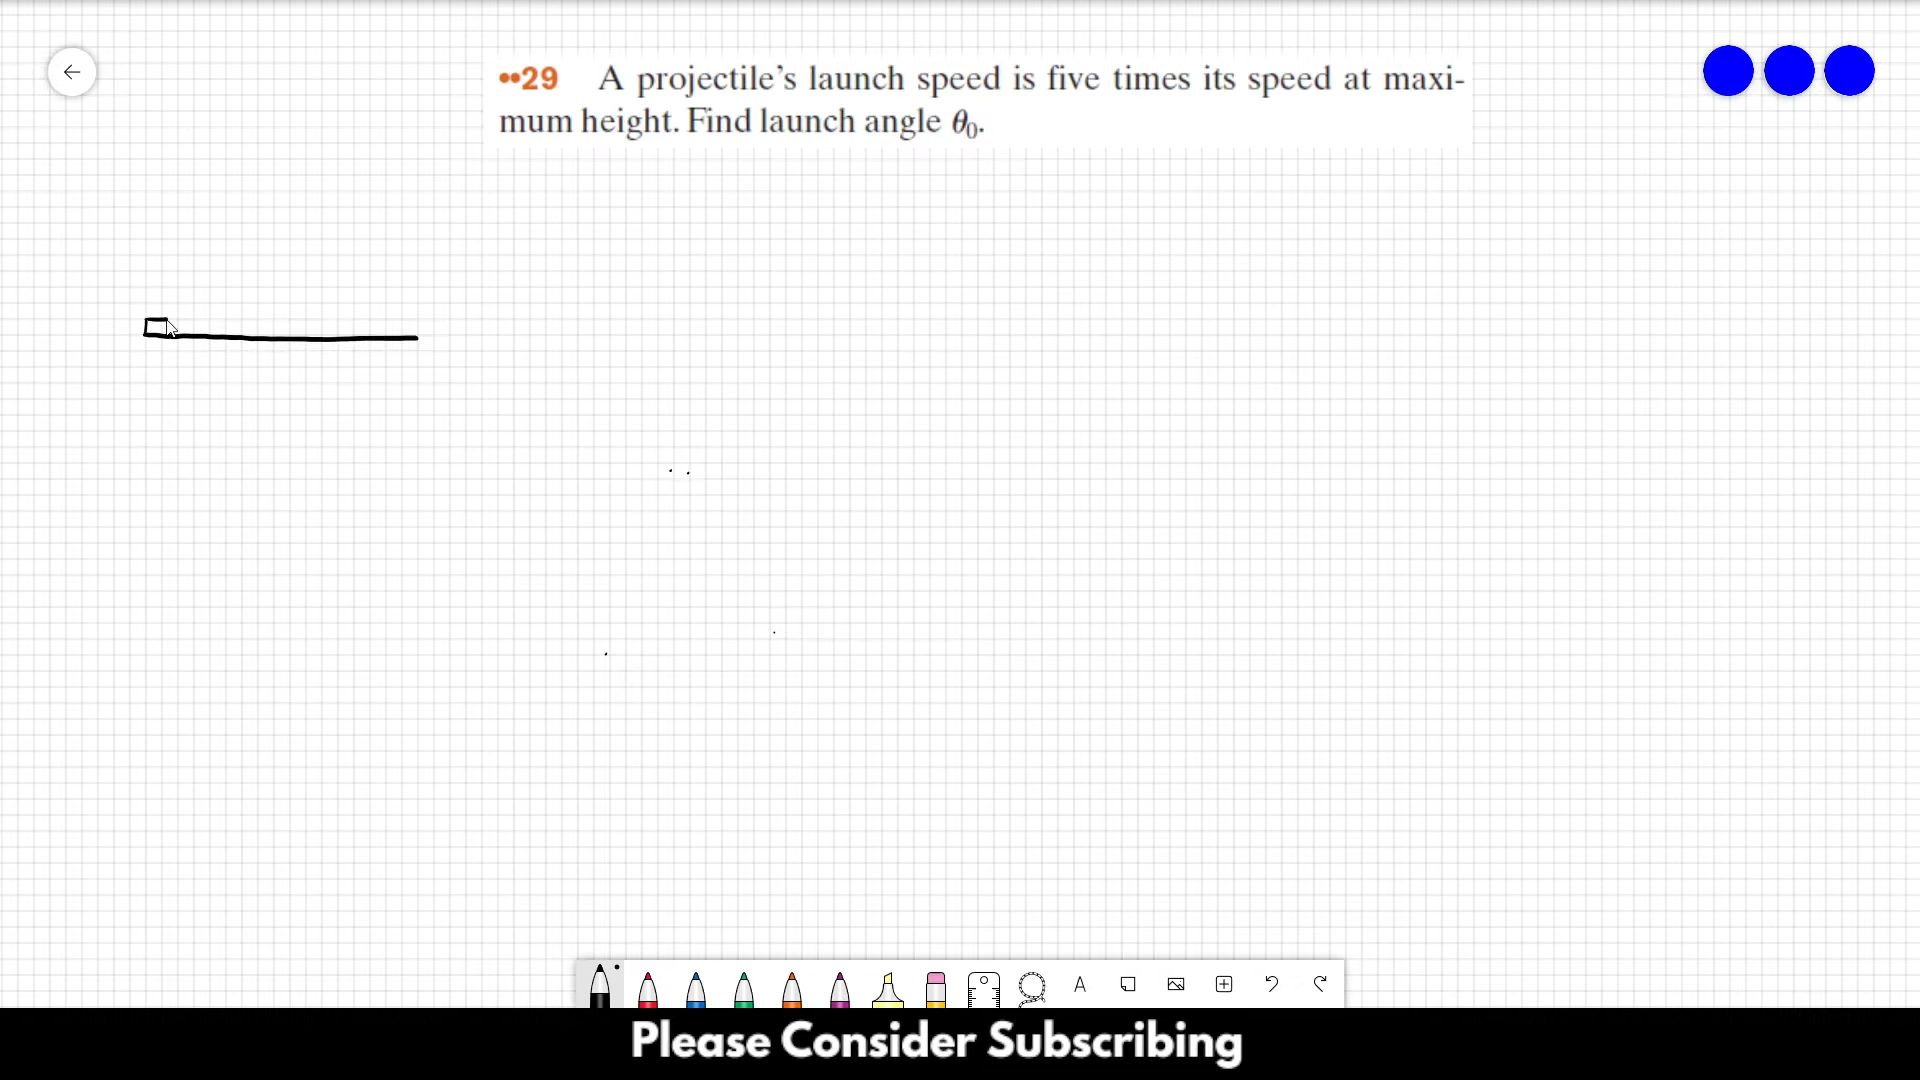 ••29 A projectile’s launch speed is five times its speed at maxi-
mum height. Find launch angle θ₀.
A
Please Consider Subscribing